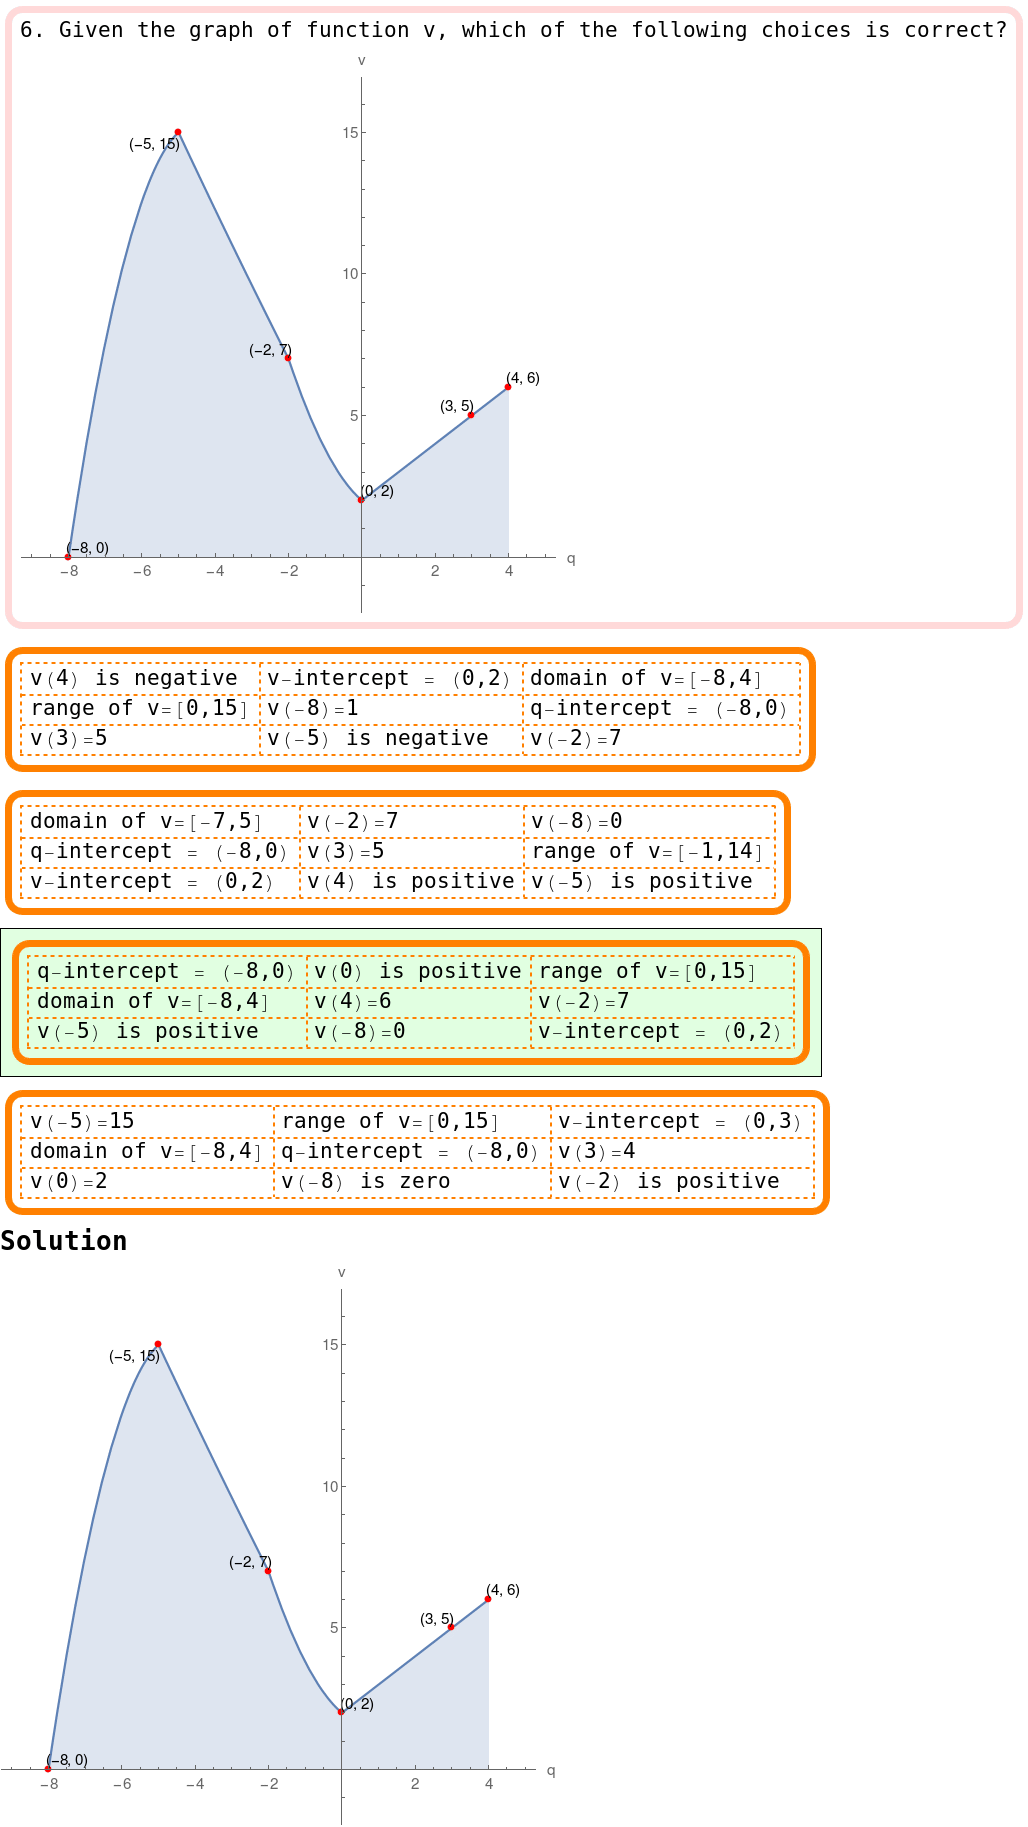 6. Given the graph of function v, which of the following choices is correct?
v
15
(−5, 15)
10
(−2, 7)
(4, 6)
(3, 5)
5
(0, 2)
(−8, 0)
q
−8 −6 −4 −2 2 4
v(4) is negative v-intercept = (0,2) domain of v=[-8,4]
range of v=[0,15] v(-8)=1 q-intercept = (-8,0)
v(3)=5 v(-5) is negative v(-2)=7
domain of v=[-7,5] v(-2)=7 v(-8)=0
q-intercept = (-8,0) v(3)=5 range of v=[-1,14]
v-intercept = (0,2) v(4) is positive v(-5) is positive
q-intercept = (-8,0) v(0) is positive range of v=[0,15]
domain of v=[-8,4] v(4)=6 v(-2)=7
v(-5) is positive v(-8)=0 v-intercept = (0,2)
v(-5)=15 range of v=[0,15] v-intercept = (0,3)
domain of v=[-8,4] q-intercept = (-8,0) v(3)=4
v(0)=2 v(-8) is zero v(-2) is positive
Solution
v
15
(−5, 15)
10
(−2, 7)
(4, 6)
(3, 5)
5
(0, 2)
(−8, 0)
q
−8 −6 −4 −2 2 4